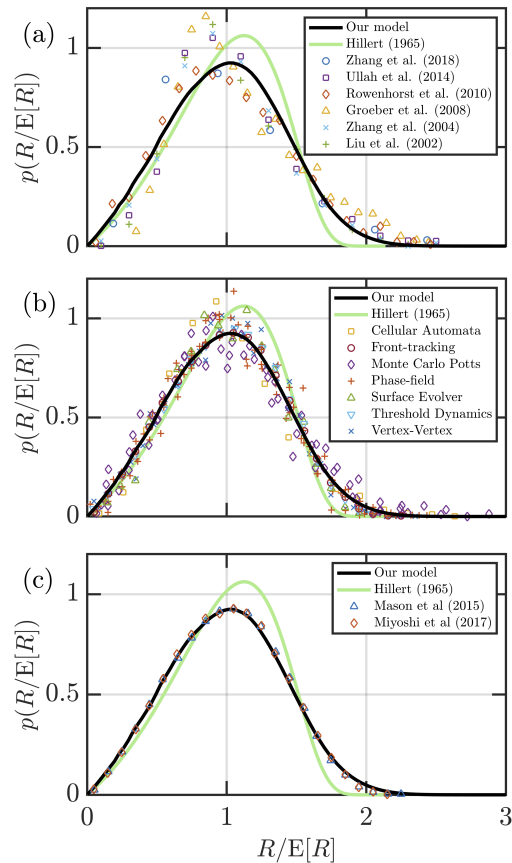 (a)
p(R/E[R])
1
0.5
0
Our model
Hillert (1965)
Zhang et al. (2018)
Ullah et al. (2014)
Rowenhorst et al. (2010)
Groeber et al. (2008)
Zhang et al. (2004)
Liu et al. (2002)
(b)
p(R/E[R])
1
0.5
0
Our model
Hillert (1965)
Cellular Automata
Front-tracking
Monte Carlo Potts
Phase-field
Surface Evolver
Threshold Dynamics
Vertex-Vertex
(c)
p(R/E[R])
1
0.5
0
Our model
Hillert (1965)
Mason et al (2015)
Miyoshi et al (2017)
0 1 2 3
R/E[R]